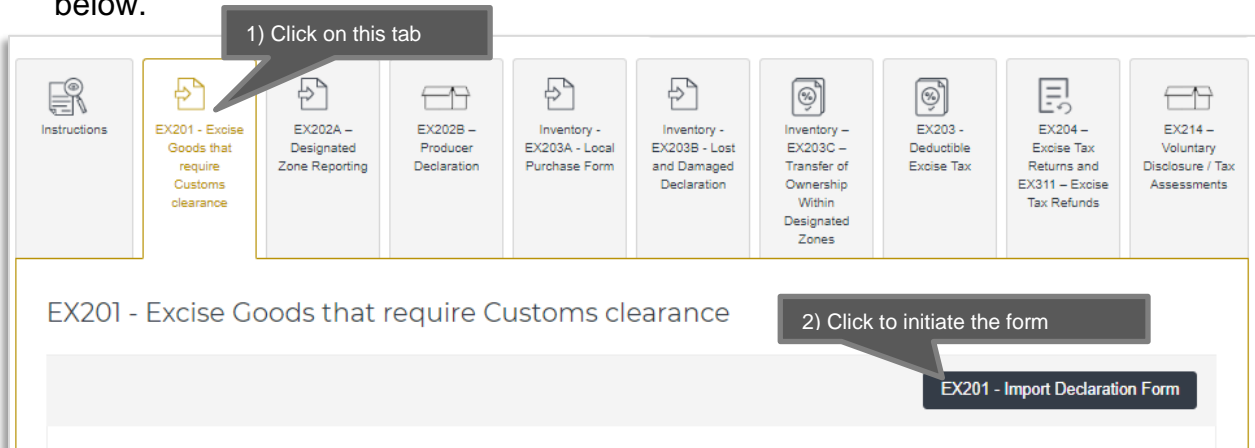 below.
1) Click on this tab
Instructions
EX201 - Excise
Goods that
require
Customs
clearance
EX202A –
Designated
Zone Reporting
EX202B –
Producer
Declaration
Inventory -
EX203A - Local
Purchase Form
Inventory -
EX203B - Lost
and Damaged
Declaration
Inventory –
EX203C –
Transfer of
Ownership
Within
Designated
Zones
EX203 -
Deductible
Excise Tax
EX204 –
Excise Tax
Returns and
EX311 – Excise
Tax Refunds
EX214 –
Voluntary
Disclosure / Tax
Assessments
EX201 - Excise Goods that require Customs clearance
2) Click to initiate the form
EX201 - Import Declaration Form